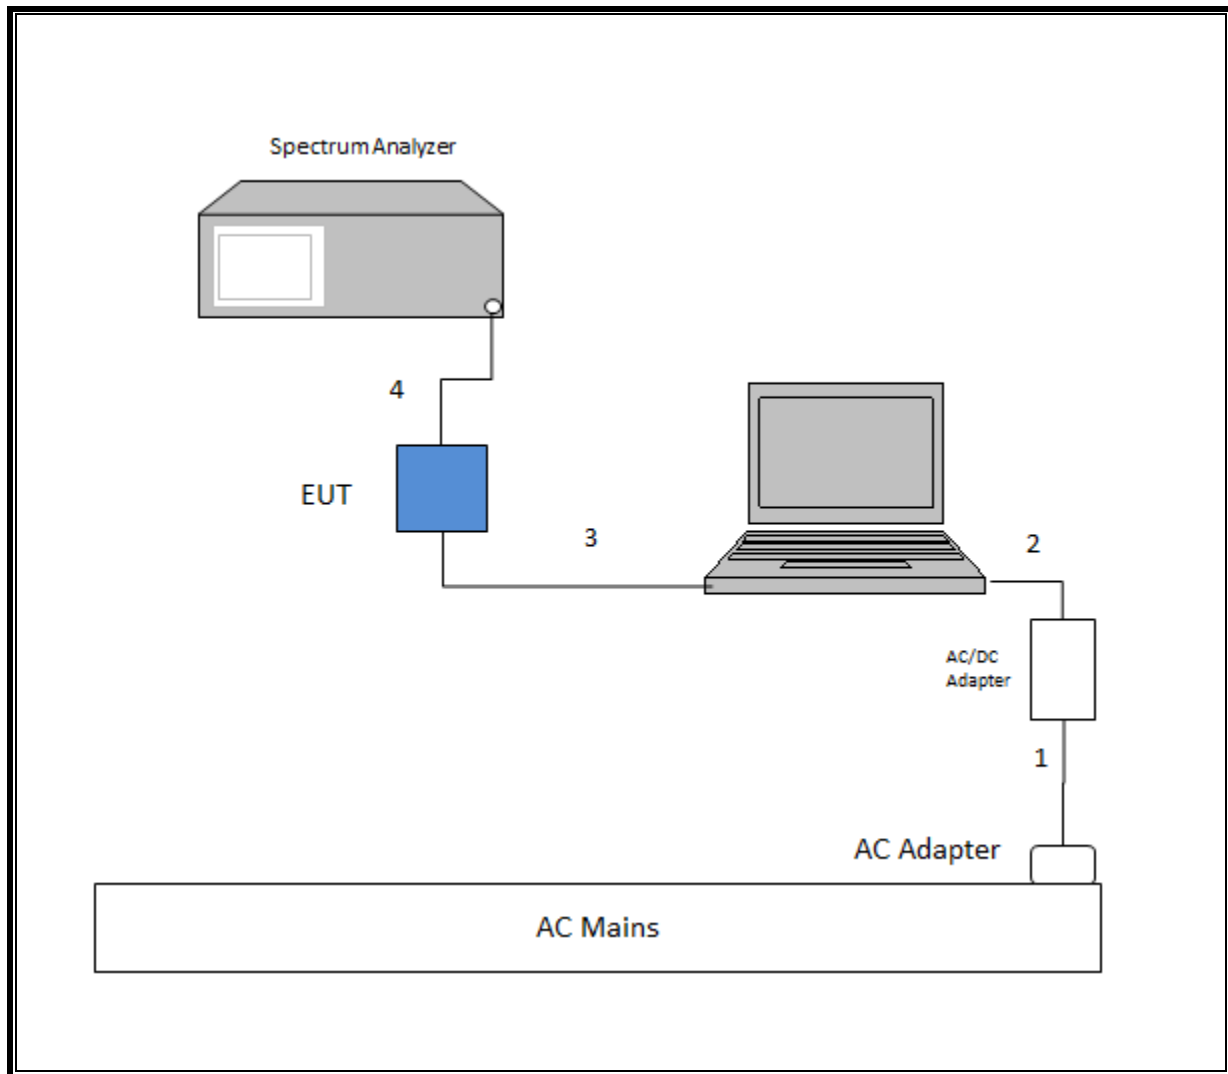 Spectrum Analyzer
4
EUT
3
2
AC/DC
Adapter
1
AC Adapter
AC Mains